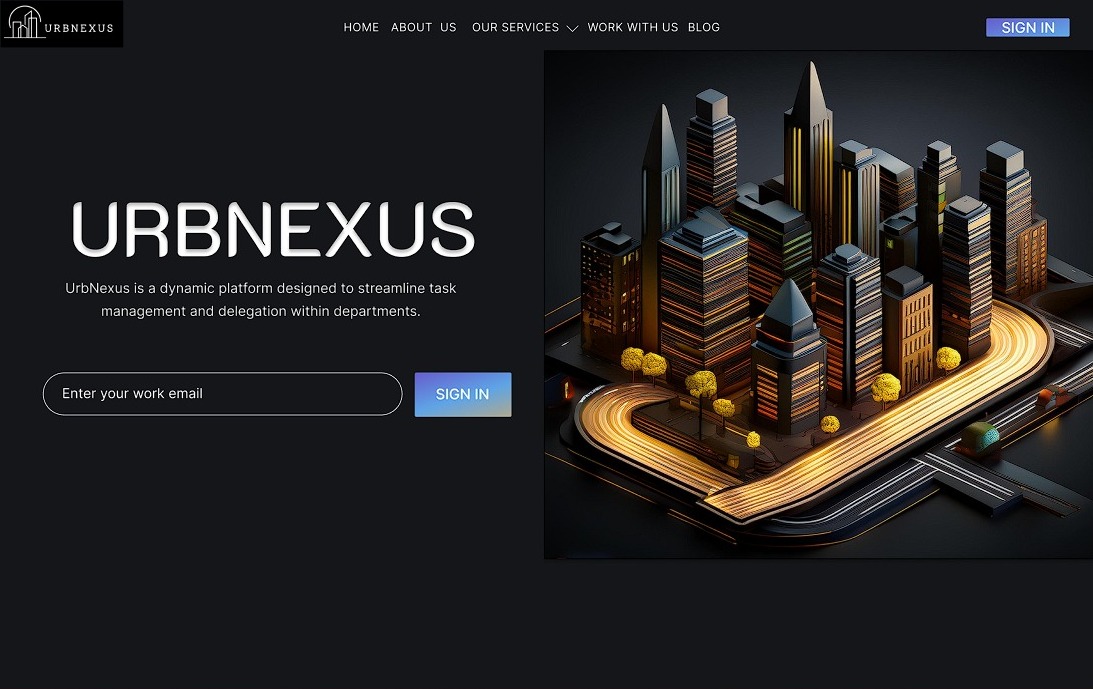 URBNEXUS
HOME ABOUT US OUR SERVICES WORK WITH US BLOG
SIGN IN
URBNEXUS
UrbNexus is a dynamic platform designed to streamline task
management and delegation within departments.
Enter your work email
SIGN IN